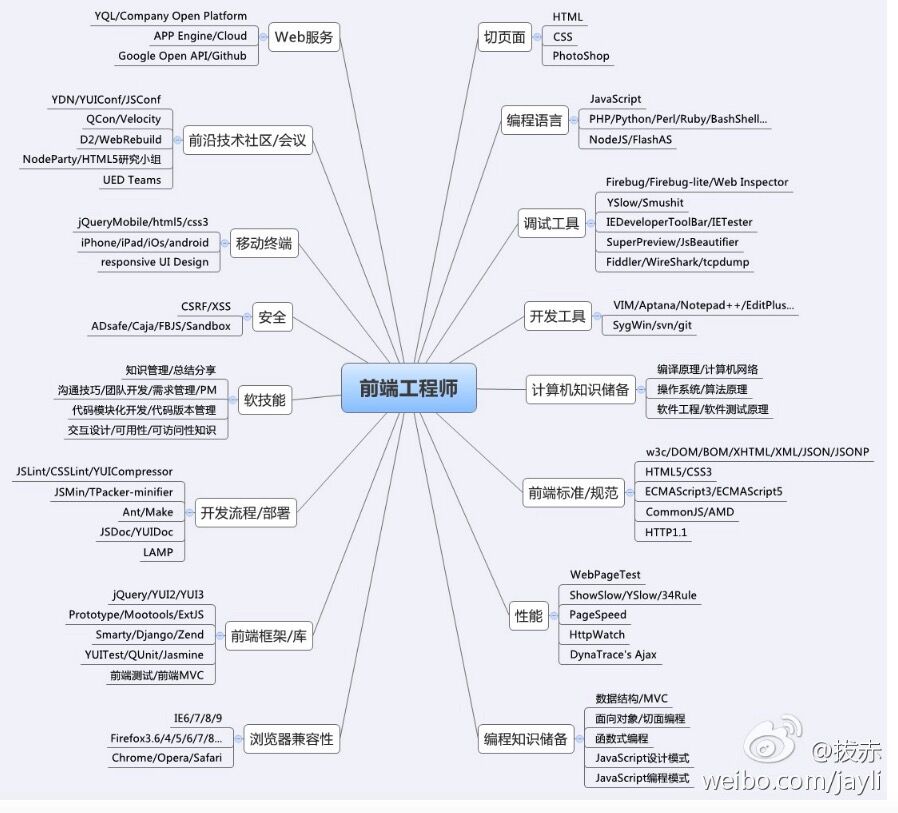 前端工程师
Web服务
YQL/Company Open Platform
APP Engine/Cloud
Google Open API/Github
前沿技术社区/会议
YDN/YUIConf/JSConf
QCon/Velocity
D2/WebRebuild
NodeParty/HTML5研究小组
UED Teams
移动终端
jQueryMobile/html5/css3
iPhone/iPad/iOs/android
responsive UI Design
安全
CSRF/XSS
ADsafe/Caja/FBJS/Sandbox
软技能
知识管理/总结分享
沟通技巧/团队开发/需求管理/PM
代码模块化开发/代码版本管理
交互设计/可用性/可访问性知识
开发流程/部署
JSLint/CSSLint/YUICompressor
JSMin/TPacker-minifier
Ant/Make
JSDoc/YUIDoc
LAMP
前端框架/库
jQuery/YUI2/YUI3
Prototype/Mootools/ExtJS
Smarty/Django/Zend
YUITest/QUnit/Jasmine
前端测试/前端MVC
浏览器兼容性
IE6/7/8/9
Firefox3.6/4/5/6/7/8...
Chrome/Opera/Safari
切页面
HTML
CSS
PhotoShop
编程语言
JavaScript
PHP/Python/Perl/Ruby/BashShell...
NodeJS/FlashAS
调试工具
Firebug/Firebug-lite/Web Inspector
YSlow/Smushit
IEDeveloperToolBar/IETester
SuperPreview/JsBeautifier
Fiddler/WireShark/tcpdump
开发工具
VIM/Aptana/Notepad++/EditPlus...
SygWin/svn/git
计算机知识储备
编译原理/计算机网络
操作系统/算法原理
软件工程/软件测试原理
前端标准/规范
w3c/DOM/BOM/XHTML/XML/JSON/JSONP
HTML5/CSS3
ECMAScript3/ECMAScript5
CommonJS/AMD
HTTP1.1
性能
WebPageTest
ShowSlow/YSlow/34Rule
PageSpeed
HttpWatch
DynaTrace's Ajax
编程知识储备
数据结构/MVC
面向对象/切面编程
函数式编程
JavaScript设计模式
JavaScript编程模式
@拔赤
weibo.com/jayli